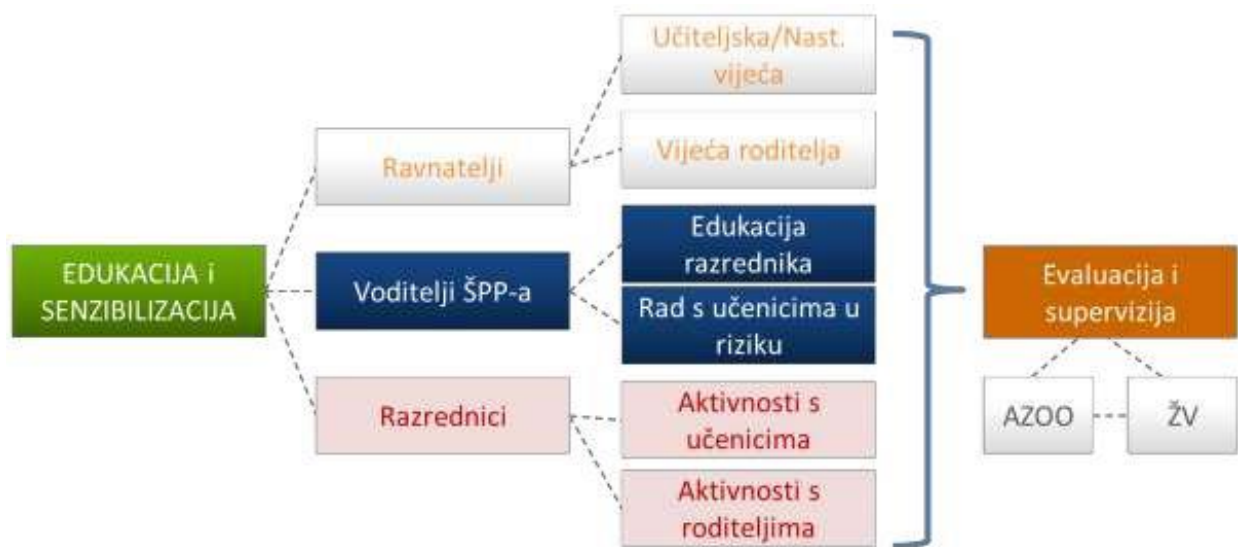 EDUKACIJA i
SENZIBILIZACIJA
Ravnatelji
Učiteljska/Nast.
vijeća
Vijeća roditelja
Voditelji ŠPP-a
Edukacija
razrednika
Rad s učenicima u
riziku
Razrednici
Aktivnosti s
učenicima
Aktivnosti s
roditeljima
Evaluacija i
supervizija
AZOO
ŽV